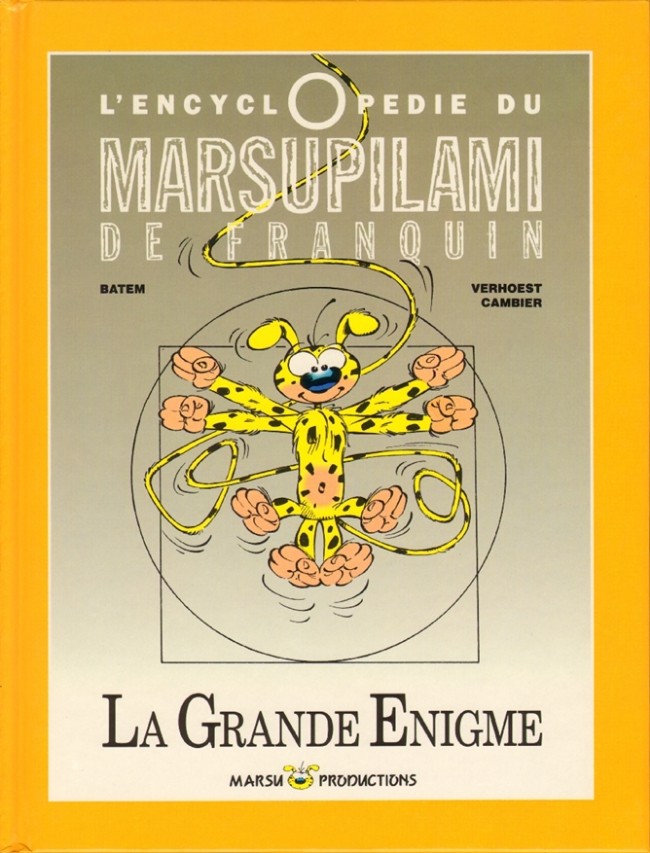 L'ENCYCLOPEDIE DU
MARSUPILAMI
DE FRANQUIN
BATEM
VERHOEST
CAMBIER
LA GRANDE ENIGME
MARSU PRODUCTIONS